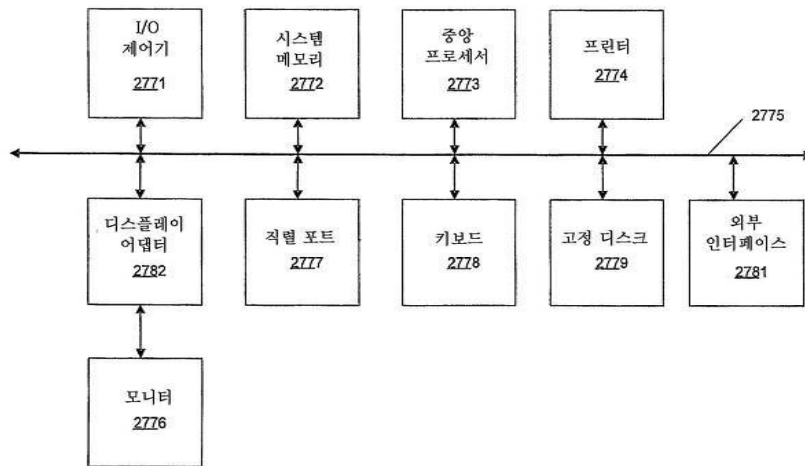 I/O
제어기
2771
시스템
메모리
2772
중앙
프로세서
2773
프린터
2774
2775
디스플레이
어댑터
2782
직렬 포트
2777
키보드
2778
고정 디스크
2779
외부
인터페이스
2781
모니터
2776